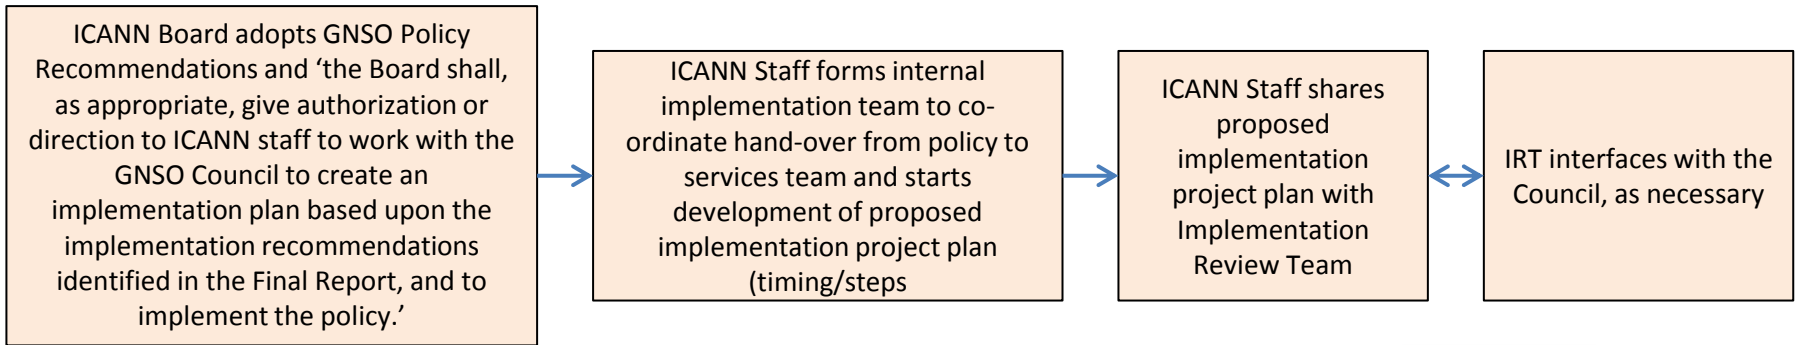 ICANN Board adopts GNSO Policy
Recommendations and ‘the Board shall,
as appropriate, give authorization or
direction to ICANN staff to work with the
GNSO Council to create an
implementation plan based upon the
implementation recommendations
identified in the Final Report, and to
implement the policy.’
ICANN Staff forms internal
implementation team to co-
ordinate hand-over from policy to
services team and starts
development of proposed
implementation project plan
(timing/steps
ICANN Staff shares
proposed
implementation
project plan with
Implementation
Review Team
IRT interfaces with the
Council, as necessary